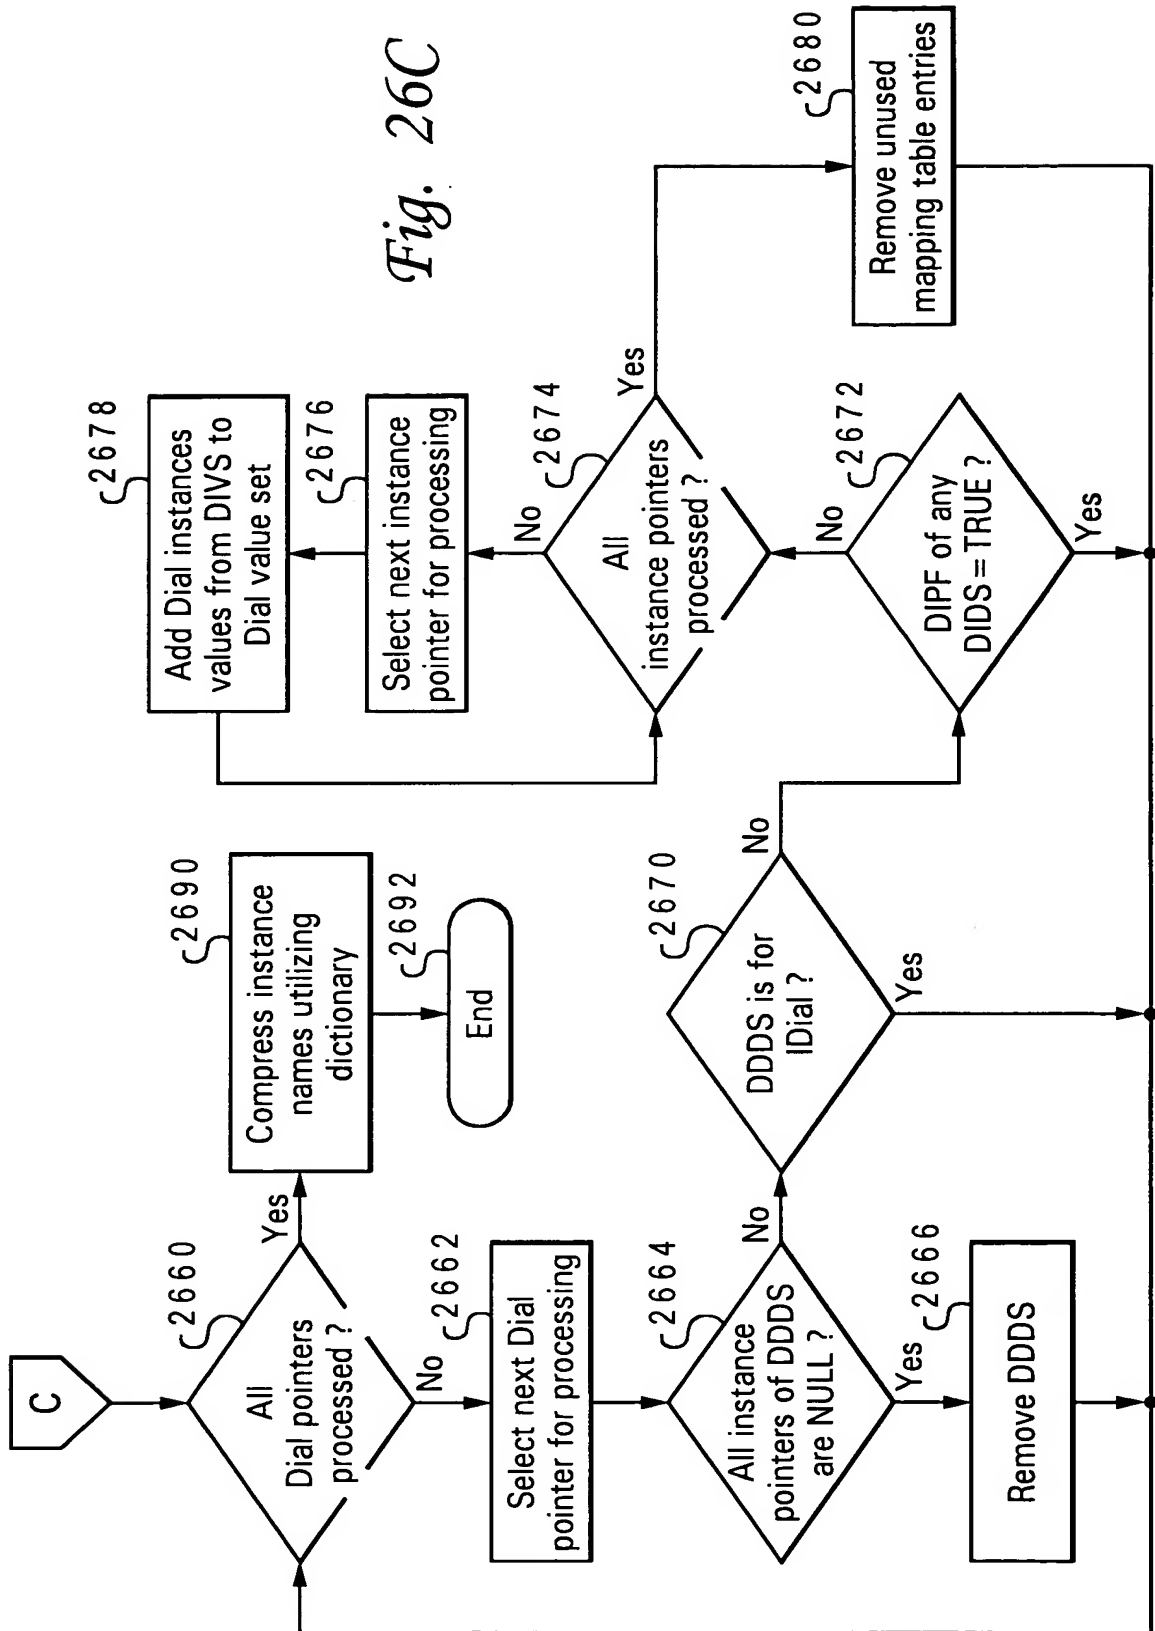 C
2660
All
Dial pointers
processed ?
Yes
No
2690
Compress instance
names utilizing
dictionary
2692
End
2662
Select next Dial
pointer for processing
2664
All instance
pointers of DDDS
are NULL ?
No
Yes
2666
Remove DDDS
2670
DDDS is for
IDial ?
No
Yes
2672
DIPF of any
DIDS = TRUE ?
No
Yes
2674
All
instance pointers
processed ?
No
Yes
2676
Select next instance
pointer for processing
2678
Add Dial instances
values from DIVS to
Dial value set
2680
Remove unused
mapping table entries
Fig. 26C